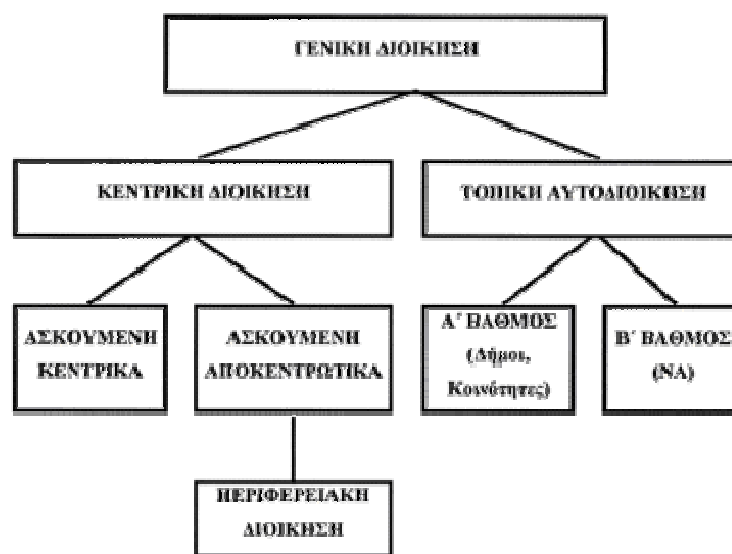 ΓΕΝΙΚΗ ΔΙΟΙΚΗΣΗ
ΚΕΝΤΡΙΚΗ ΔΙΟΙΚΗΣΗ
ΤΟΠΙΚΗ ΑΥΤΟΔΙΟΙΚΗΣΗ
ΑΣΚΟΥΜΕΝΗ
ΚΕΝΤΡΙΚΑ
ΑΣΚΟΥΜΕΝΗ
ΑΠΟΚΕΝΤΡΩΤΙΚΑ
Α΄ ΒΑΘΜΟΣ
(Δήμοι,
Κοινότητες)
Β΄ ΒΑΘΜΟΣ
(ΝΑ)
ΠΕΡΙΦΕΡΕΙΑΚΗ
ΔΙΟΙΚΗΣΗ